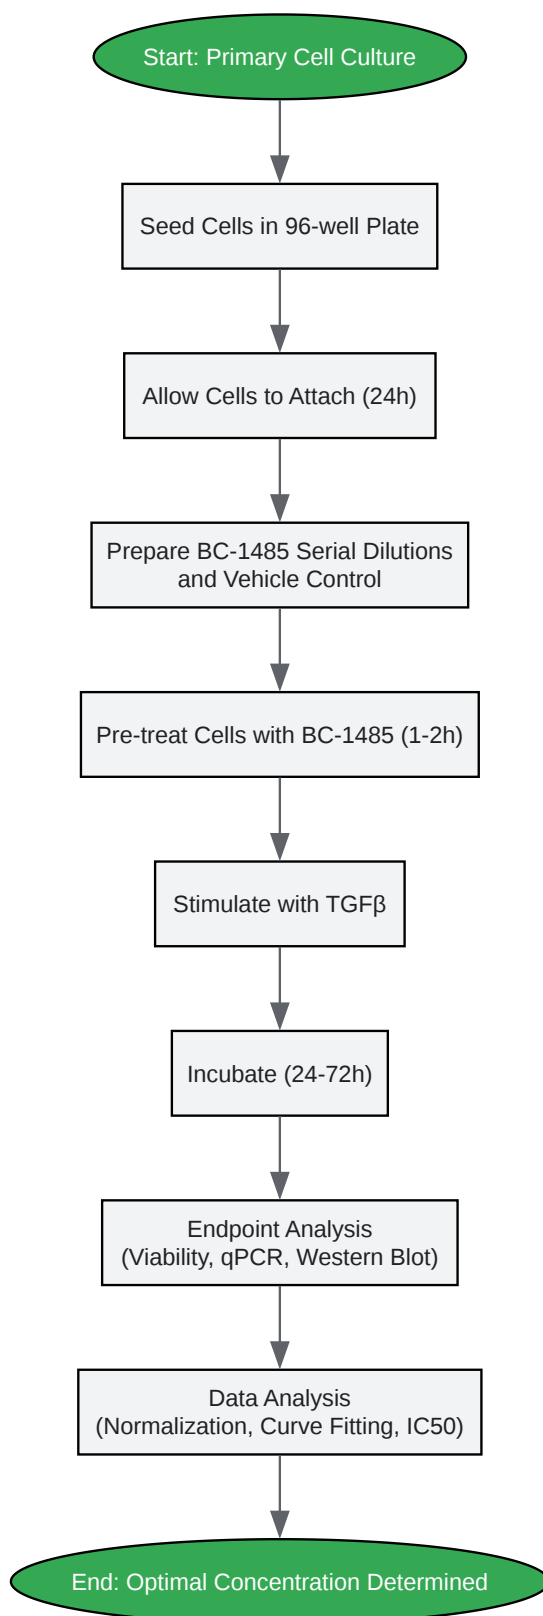 Start: Primary Cell Culture
Seed Cells in 96-well Plate
Allow Cells to Attach (24h)
Prepare BC-1485 Serial Dilutions
and Vehicle Control
Pre-treat Cells with BC-1485 (1-2h)
Stimulate with TGFβ
Incubate (24-72h)
Endpoint Analysis
(Viability, qPCR, Western Blot)
Data Analysis
(Normalization, Curve Fitting, IC50)
End: Optimal Concentration Determined